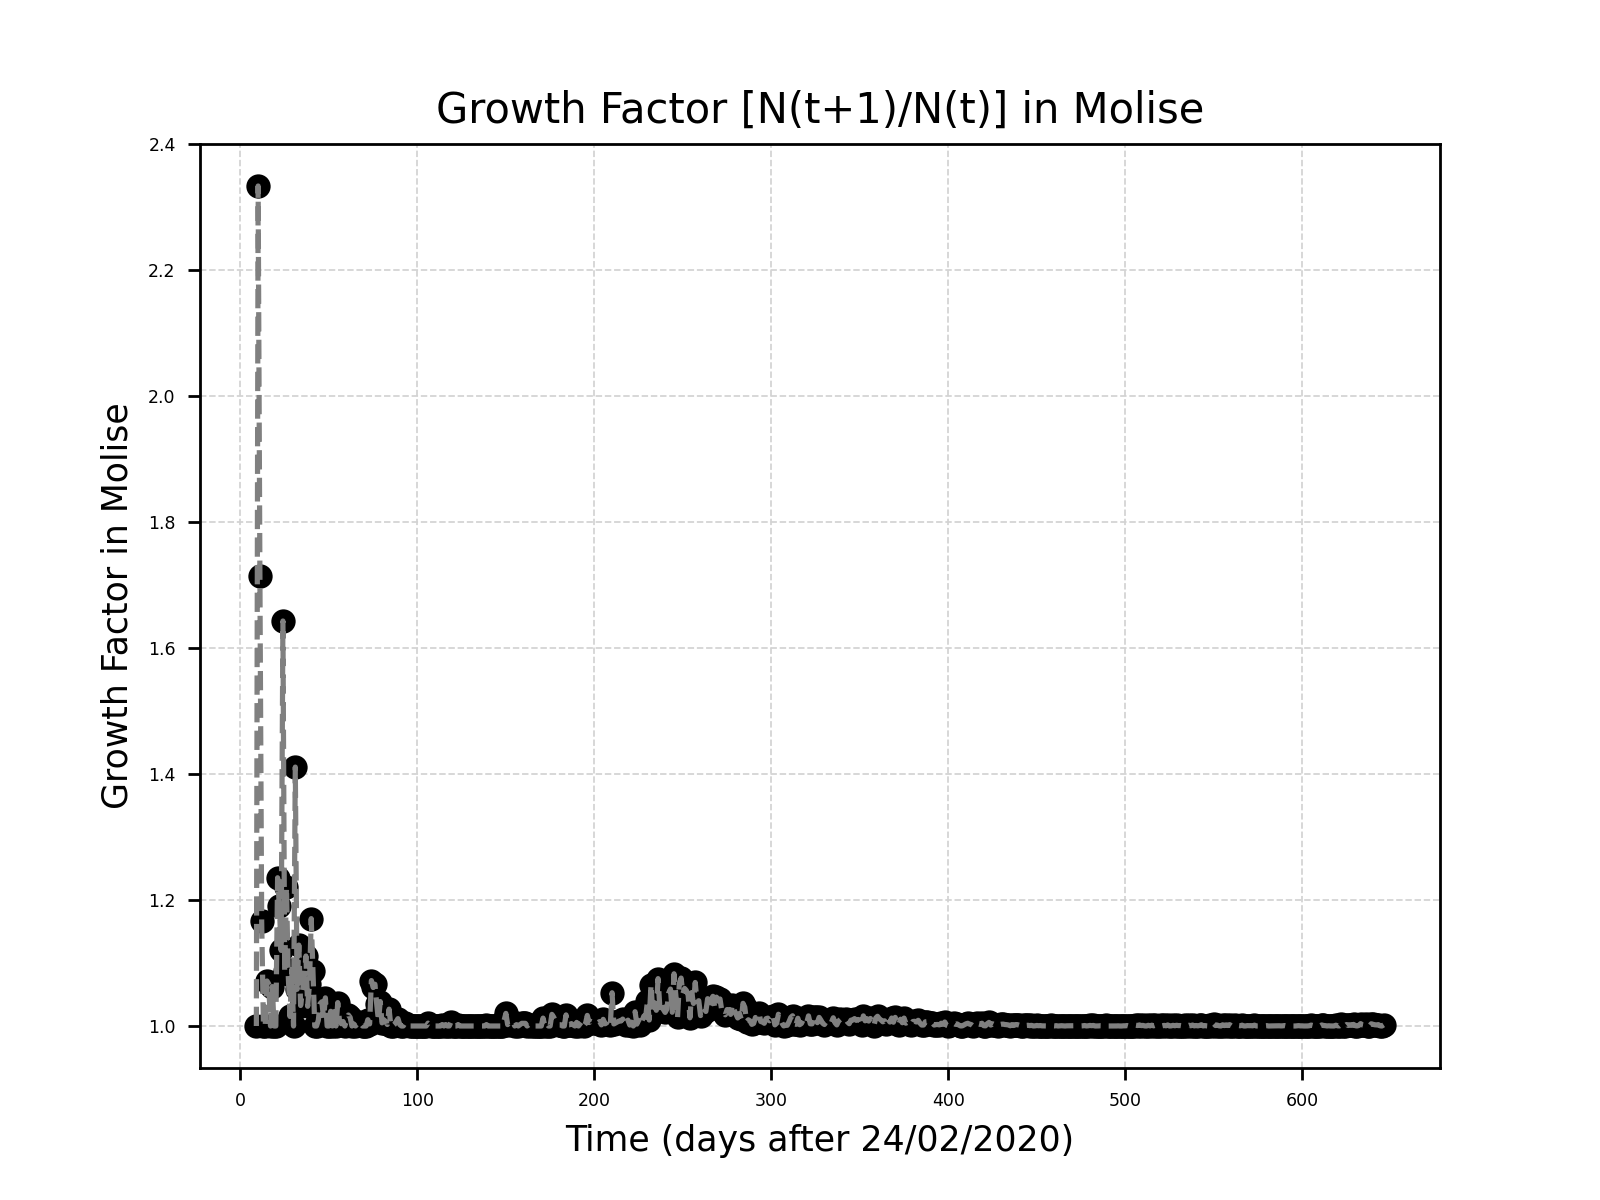 Growth Factor [N(t+1)/N(t)] in Molise
Growth Factor in Molise
2.4
2.2
2.0
1.8
1.6
1.4
1.2
1.0
0 100 200 300 400 500 600
Time (days after 24/02/2020)